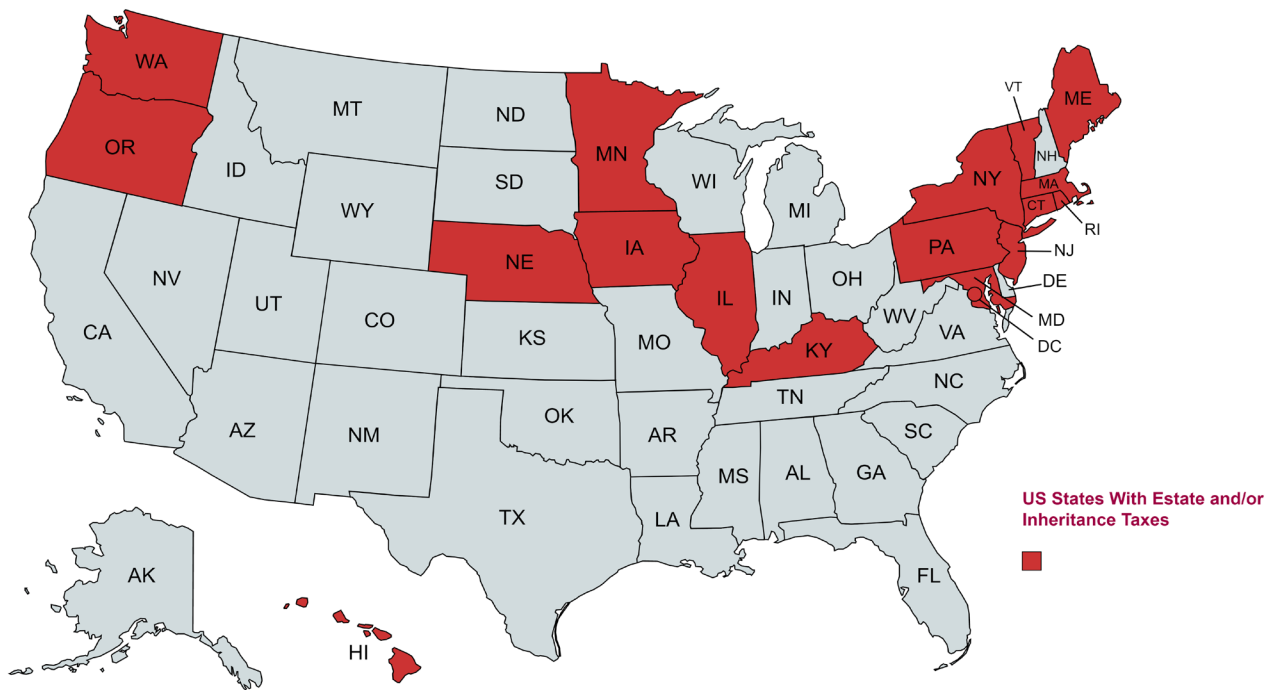 WA
MT
ND
MN
VT
ME
OR
ID
SD
WI
MI
NY
NH
MA
CT
RI
WY
NE
IA
PA
NJ
NV
UT
CO
IL
IN
OH
DE
MD
DC
CA
KS
MO
KY
WV
VA
AZ
NM
OK
AR
TN
NC
SC
MS
AL
GA
TX
LA
FL
AK
HI
US States With Estate and/or
Inheritance Taxes